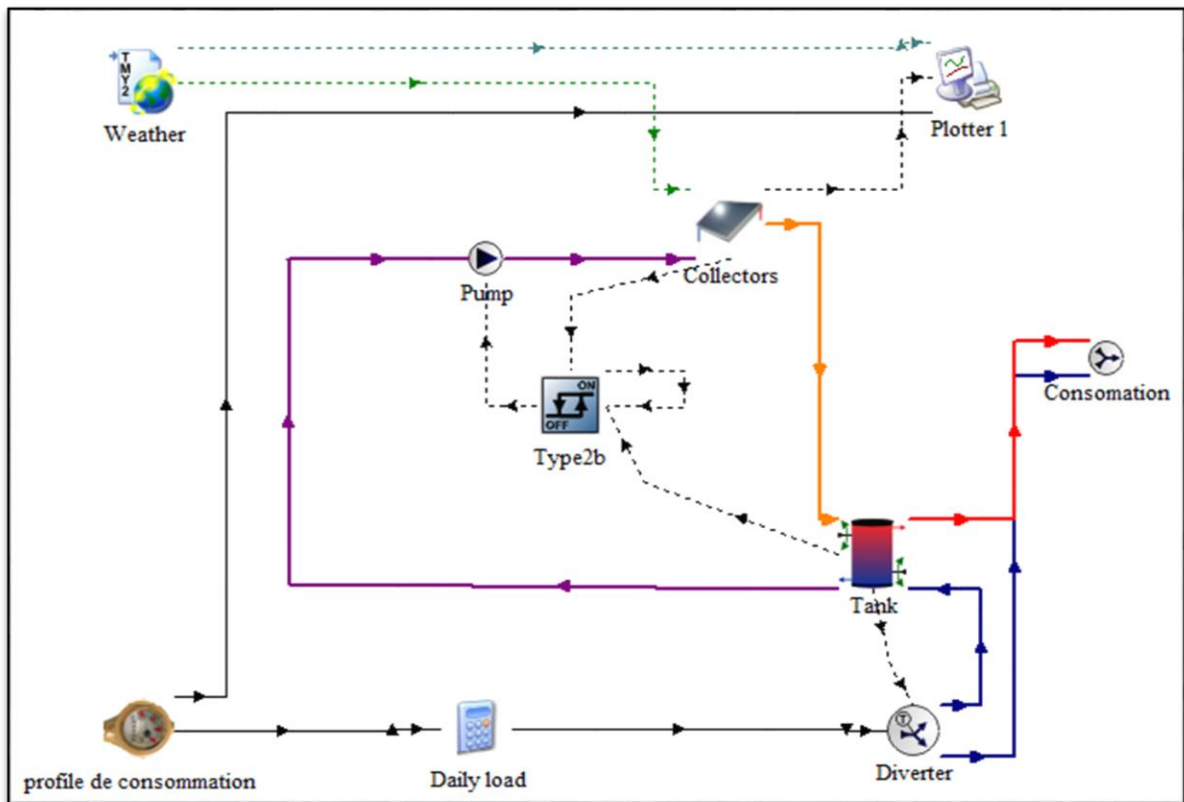 TMY2
Weather
Plotter 1
Collectors
Pump
ON
OFF
Type2b
Consomation
Tank
T
profile de consommation
Daily load
Diverter